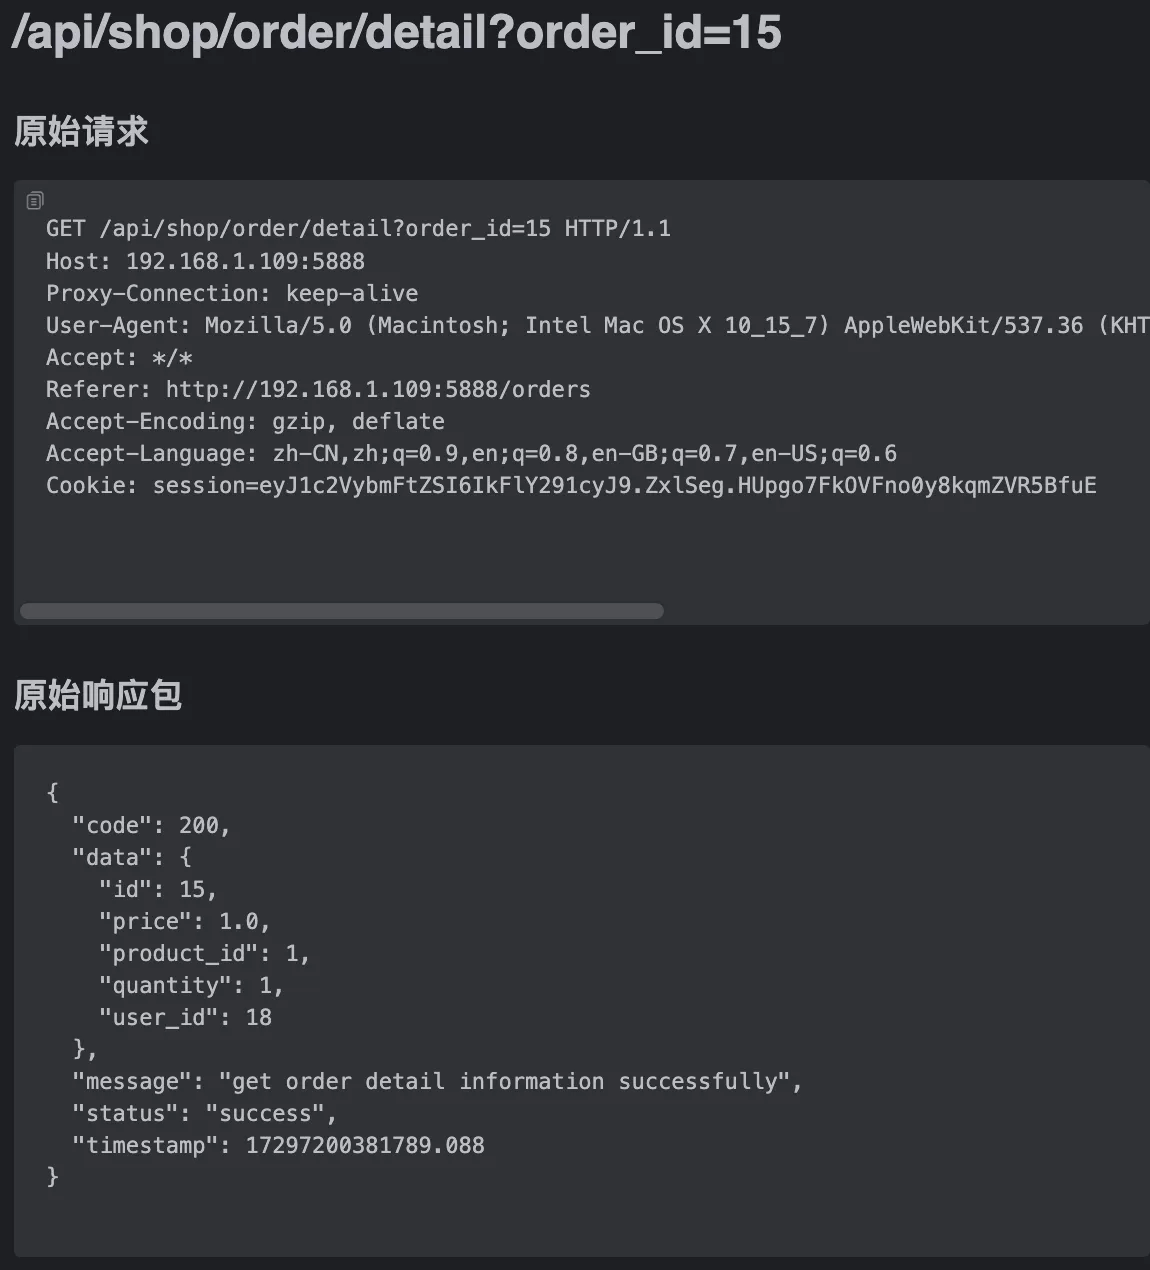 /api/shop/order/detail?order_id=15
原始请求
GET /api/shop/order/detail?order_id=15 HTTP/1.1
Host: 192.168.1.109:5888
Proxy-Connection: keep-alive
User-Agent: Mozilla/5.0 (Macintosh; Intel Mac OS X 10_15_7) AppleWebKit/537.36 (KHT
Accept: */*
Referer: http://192.168.1.109:5888/orders
Accept-Encoding: gzip, deflate
Accept-Language: zh-CN,zh;q=0.9,en;q=0.8,en-GB;q=0.7,en-US;q=0.6
Cookie: session=eyJ1c2VybmFtZSI6IkFlY291cyJ9.ZxlSeg.HUpgo7FkOVFno0y8kqmZVR5BfuE
原始响应包
{
  "code": 200,
  "data": {
    "id": 15,
    "price": 1.0,
    "product_id": 1,
    "quantity": 1,
    "user_id": 18
  },
  "message": "get order detail information successfully",
  "status": "success",
  "timestamp": 17297200381789.088
}